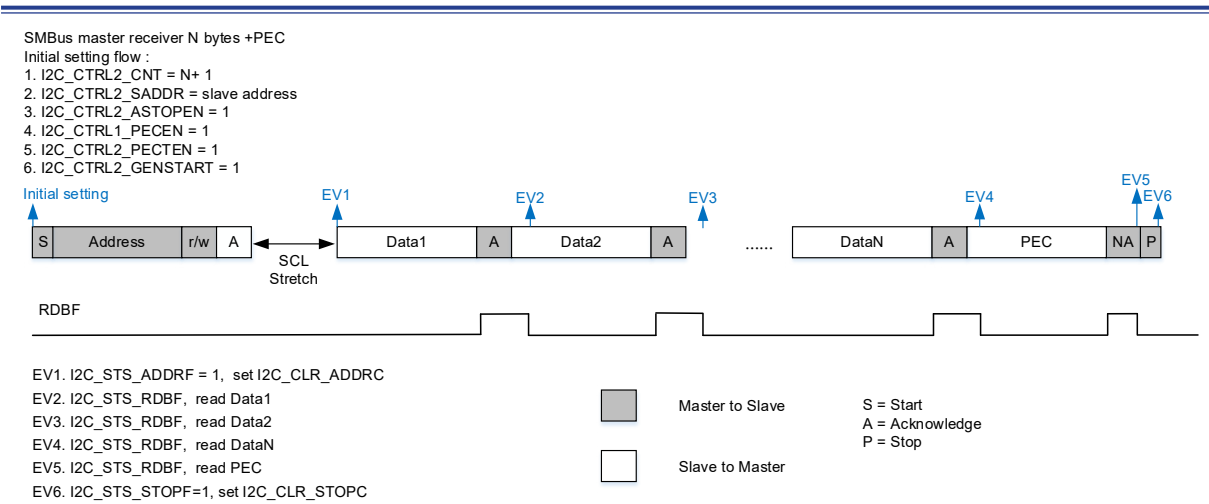 SMBus master receiver N bytes +PEC
Initial setting flow :
1. I2C_CTRL2_CNT = N+ 1
2. I2C_CTRL2_SADDR = slave address
3. I2C_CTRL2_ASTOPEN = 1
4. I2C_CTRL1_PECEN = 1
5. I2C_CTRL2_PECTEN = 1
6. I2C_CTRL2_GENSTART = 1
Initial setting EV1 EV2 EV3 EV4 EV5 EV6
S Address r/w A Data1 A Data2 A ...... DataN A PEC NA P
SCL
Stretch
RDBF
EV1. I2C_STS_ADDRF = 1, set I2C_CLR_ADDRC
EV2. I2C_STS_RDBF, read Data1
EV3. I2C_STS_RDBF, read Data2
EV4. I2C_STS_RDBF, read DataN
EV5. I2C_STS_RDBF, read PEC
EV6. I2C_STS_STOPF=1, set I2C_CLR_STOPC
Master to Slave
Slave to Master
S = Start
A = Acknowledge
P = Stop